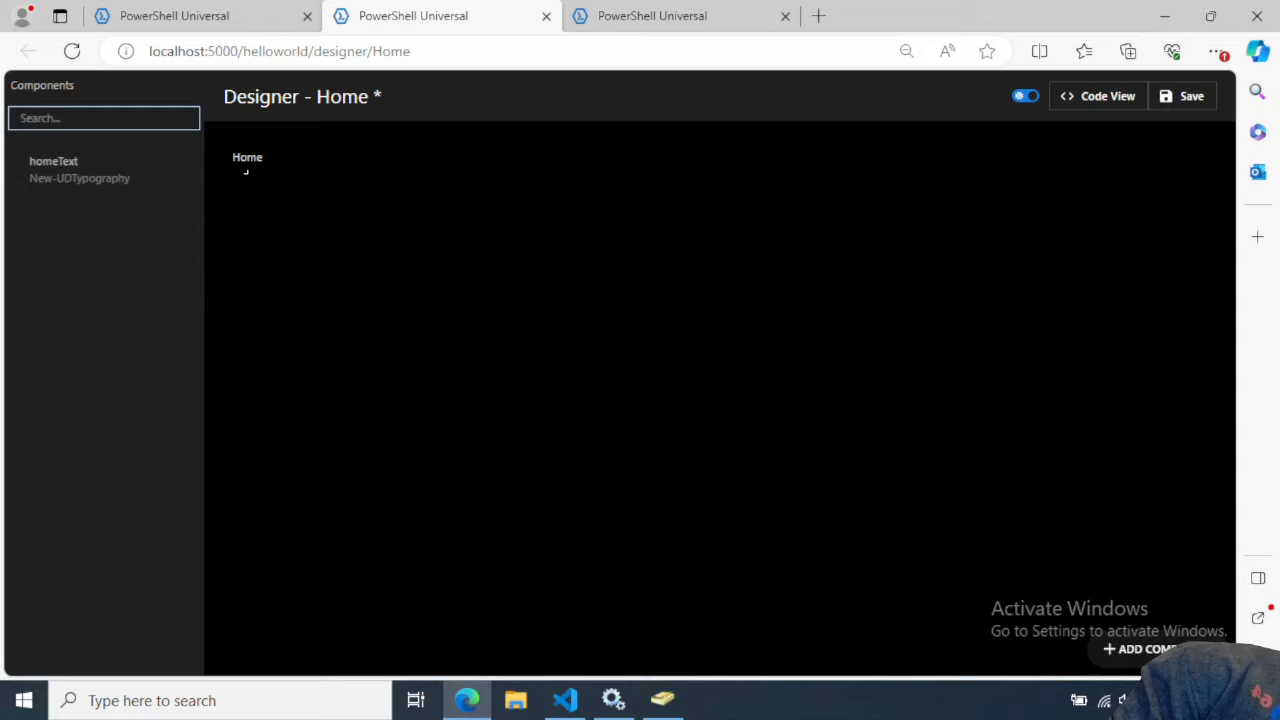 PowerShell Universal
PowerShell Universal
PowerShell Universal
localhost:5000/helloworld/designer/Home
Components
Search...
homeText
New-UDTypography
Designer - Home *
Code View
Save
Home
Activate Windows
Go to Settings to activate Windows.
ADD
Type here to search